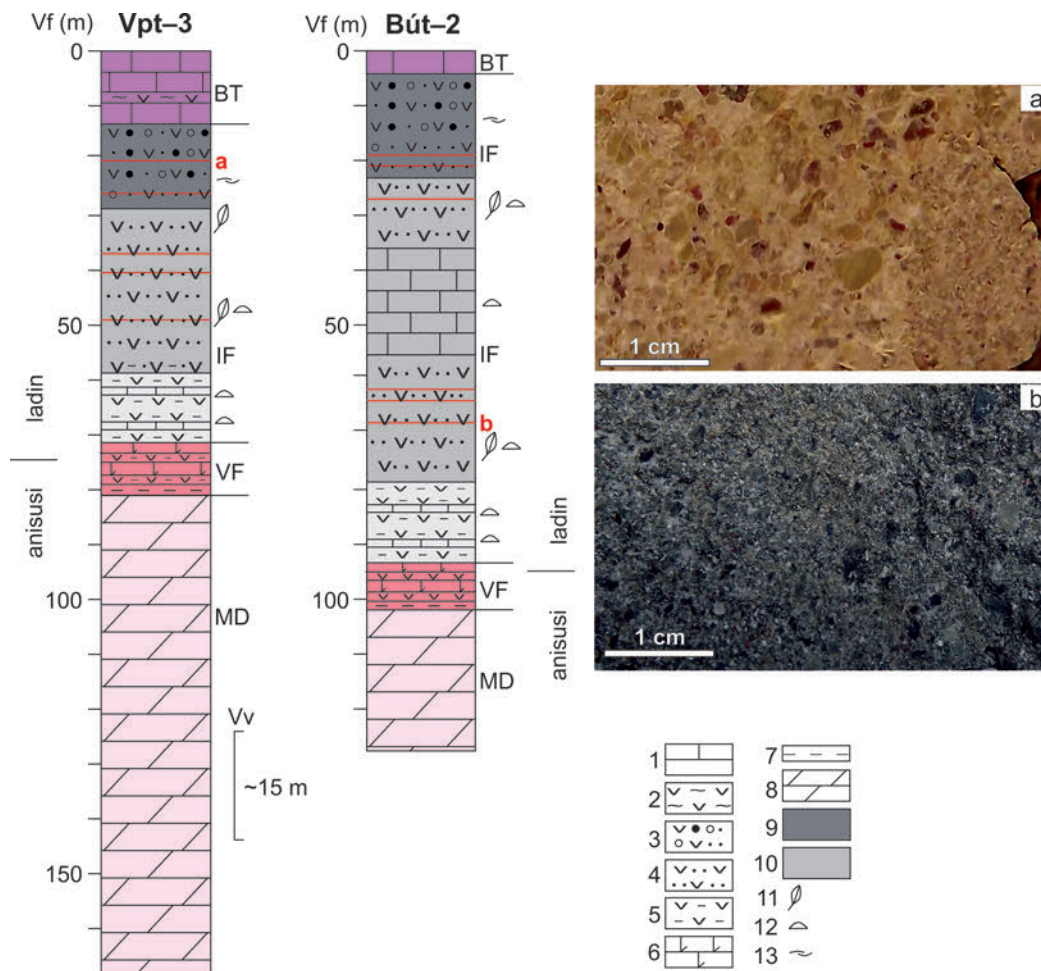 Vf (m) Vpt–3
0
BT
a
50
IF
ladin
VF
anisusi
100
MD
Vv
~15 m
150
Vf (m) Bút–2
0
IF
50
IF
b
ladin
100
VF
anisusi
MD
a
1 cm
b
1 cm
1
2
3
4
5
6
7
8
9
10
11
12
13